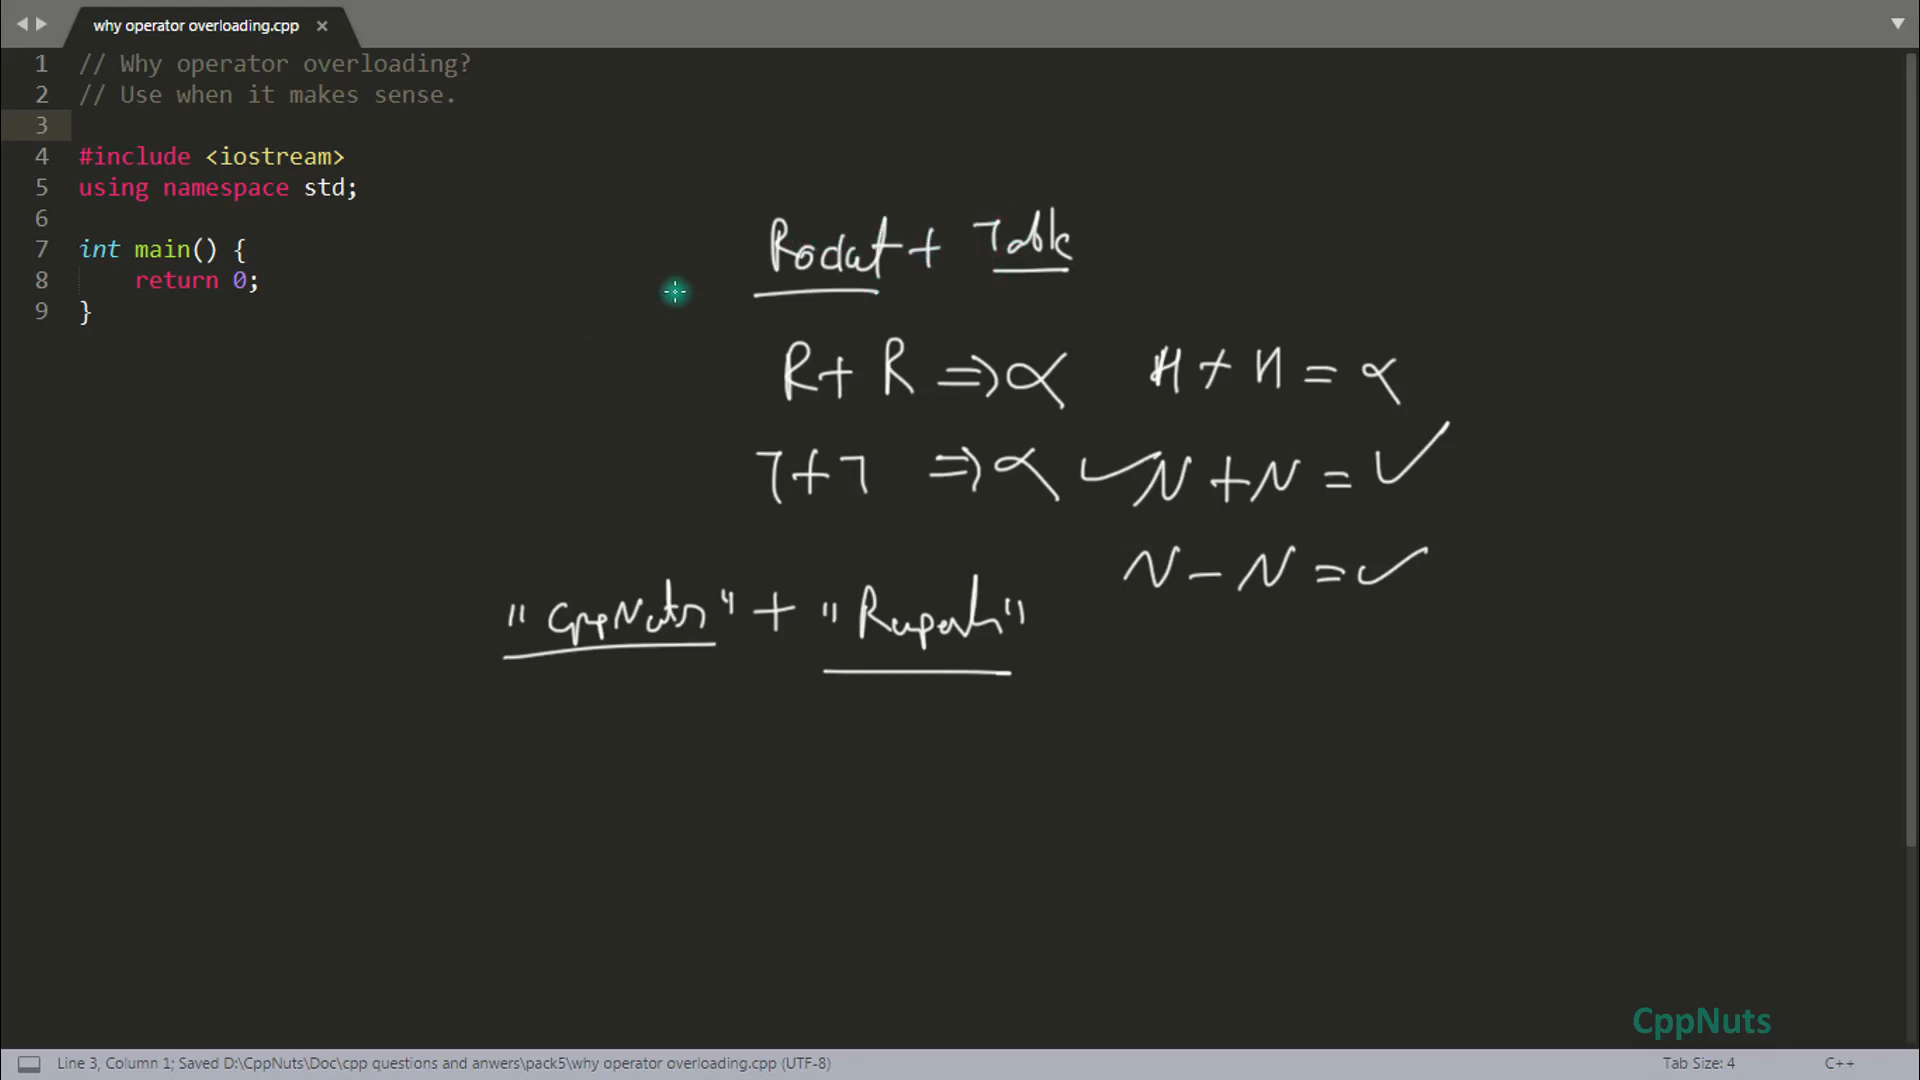 why operator overloading.cpp ×
1 // Why operator overloading?
2 // Use when it makes sense.
3
4 #include <iostream>
5 using namespace std;
6
7 int main() {
8 return 0;
9 }
+ Table
R + R => α H + H = α
T + T => α ✓ N + N = ✓
N - N = ✓
"CppNuts" + "Rupesh"
CppNuts
Line 3, Column 1; Saved D:\CppNuts\Doc\cpp questions and anwers\pack5\why operator overloading.cpp (UTF-8) Tab Size: 4 C++